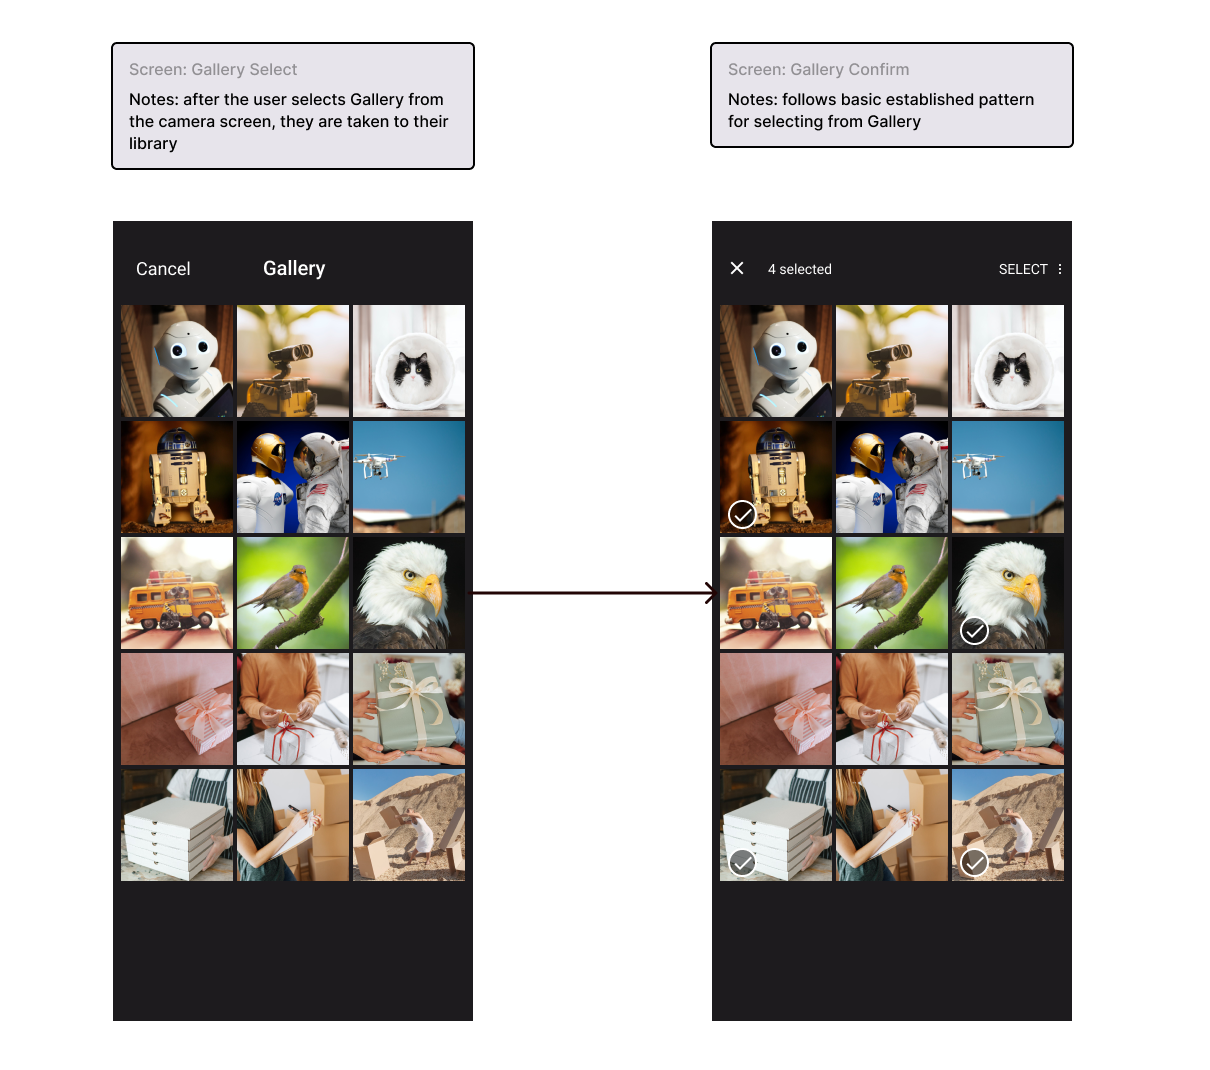 Screen: Gallery Select
Notes: after the user selects Gallery from
the camera screen, they are taken to their
library
Screen: Gallery Confirm
Notes: follows basic established pattern
for selecting from Gallery
Cancel
Gallery
4 selected
SELECT